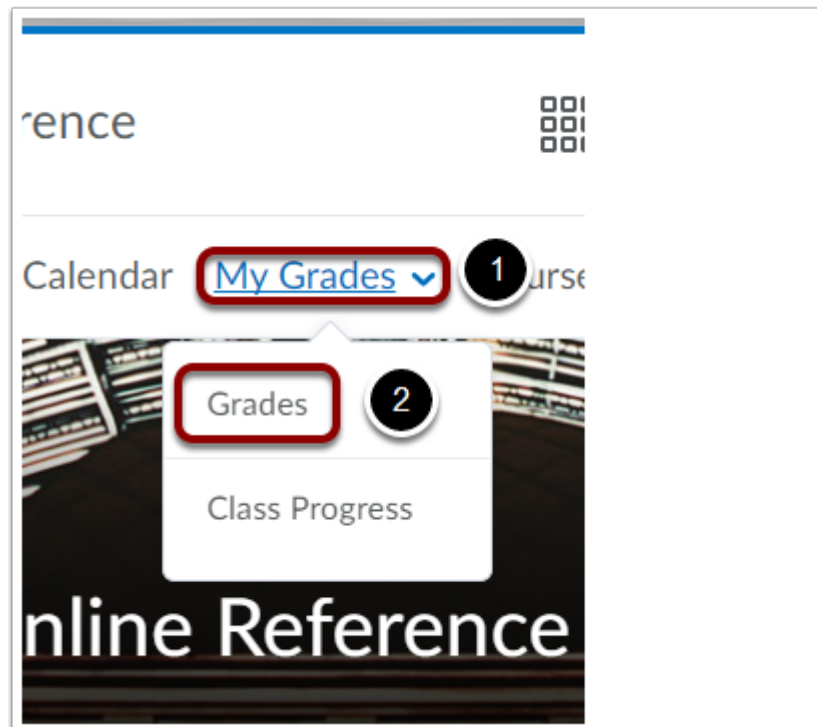 rence
Calendar My Grades 1 urse
Grades 2
Class Progress
nline Reference